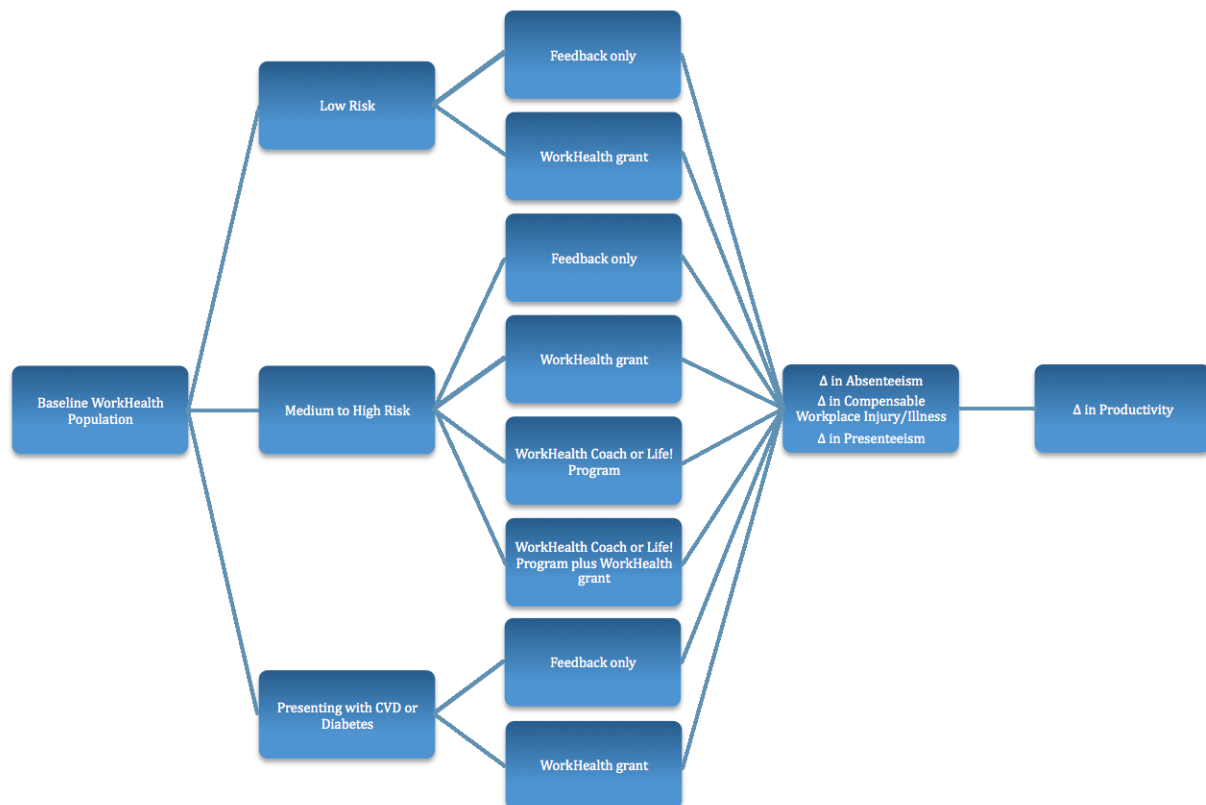 Baseline WorkHealth
Population
Low Risk
Medium to High Risk
Presenting with CVD or
Diabetes
Feedback only
WorkHealth grant
Feedback only
WorkHealth grant
WorkHealth Coach or Life!
Program
WorkHealth Coach or Life!
Program plus WorkHealth
grant
Feedback only
WorkHealth grant
Δ in Absenteeism
Δ in Compensable
Workplace Injury/Illness
Δ in Presenteeism
Δ in Productivity